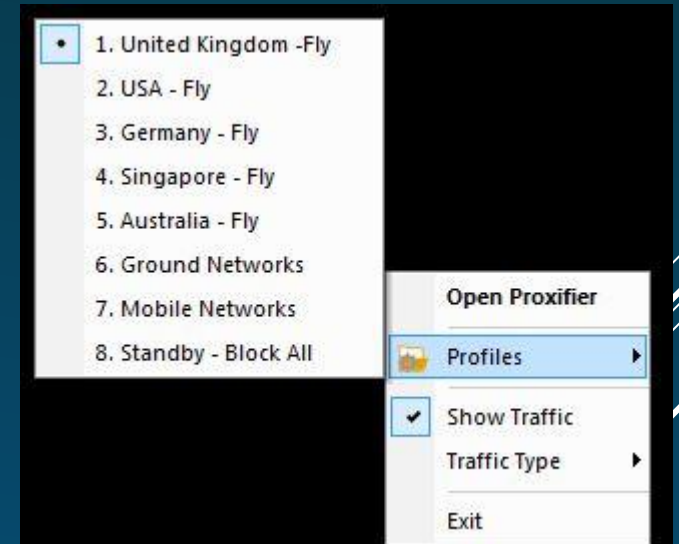 1. United Kingdom -Fly
2. USA - Fly
3. Germany - Fly
4. Singapore - Fly
5. Australia - Fly
6. Ground Networks
7. Mobile Networks
8. Standby - Block All
Open Proxifier
Profiles
Show Traffic
Traffic Type
Exit